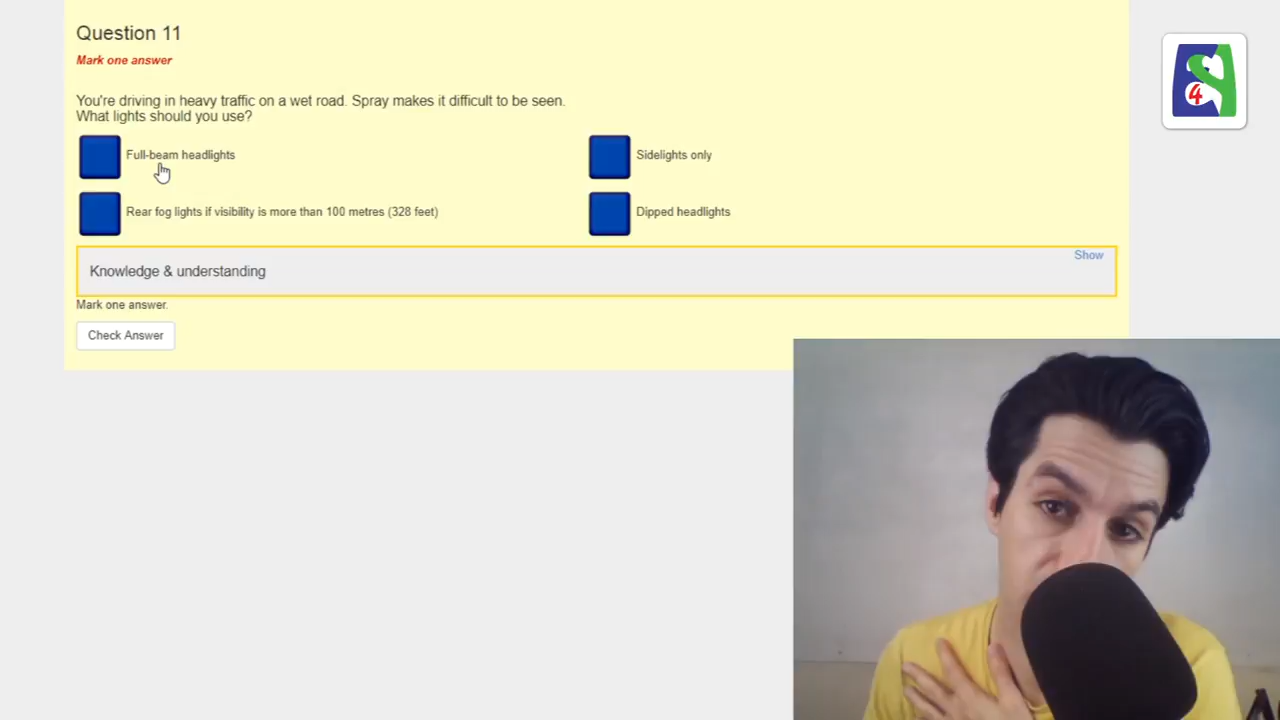 Question 11
Mark one answer
You're driving in heavy traffic on a wet road. Spray makes it difficult to be seen.
What lights should you use?
Full-beam headlights
Sidelights only
Rear fog lights if visibility is more than 100 metres (328 feet)
Dipped headlights
Show
Knowledge & understanding
Mark one answer.
Check Answer
4